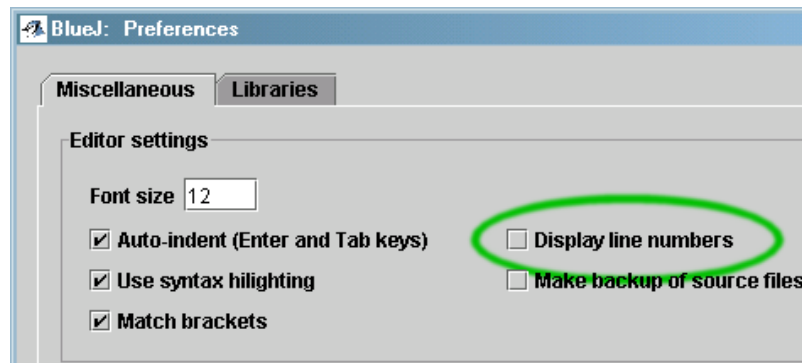 BlueJ: Preferences
Miscellaneous
Libraries
Editor settings
Font size 12
Auto-indent (Enter and Tab keys)
Display line numbers
Use syntax hilighting
Make backup of source files
Match brackets